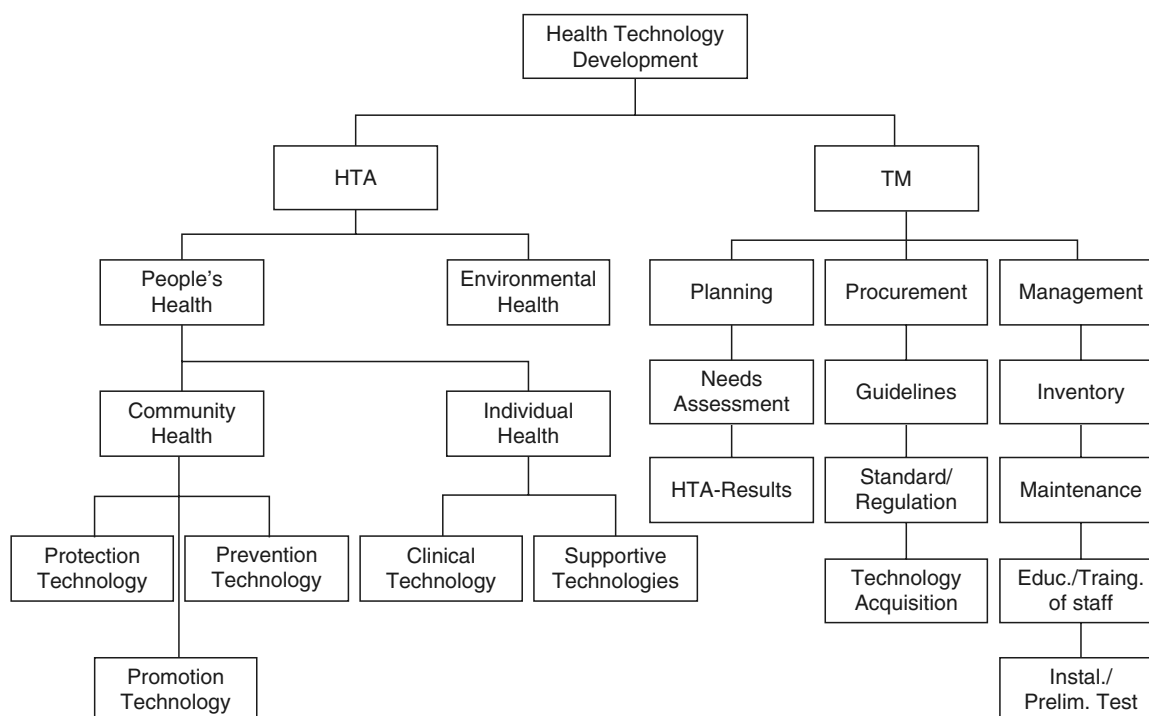 Health Technology
Development
HTA
TM
People's
Health
Environmental
Health
Planning
Procurement
Management
Community
Health
Individual
Health
Needs
Assessment
Guidelines
Inventory
HTA-Results
Standard/
Regulation
Maintenance
Protection
Technology
Prevention
Technology
Clinical
Technology
Supportive
Technologies
Technology
Acquisition
Educ./Traing.
of staff
Promotion
Technology
Instal./
Prelim. Test